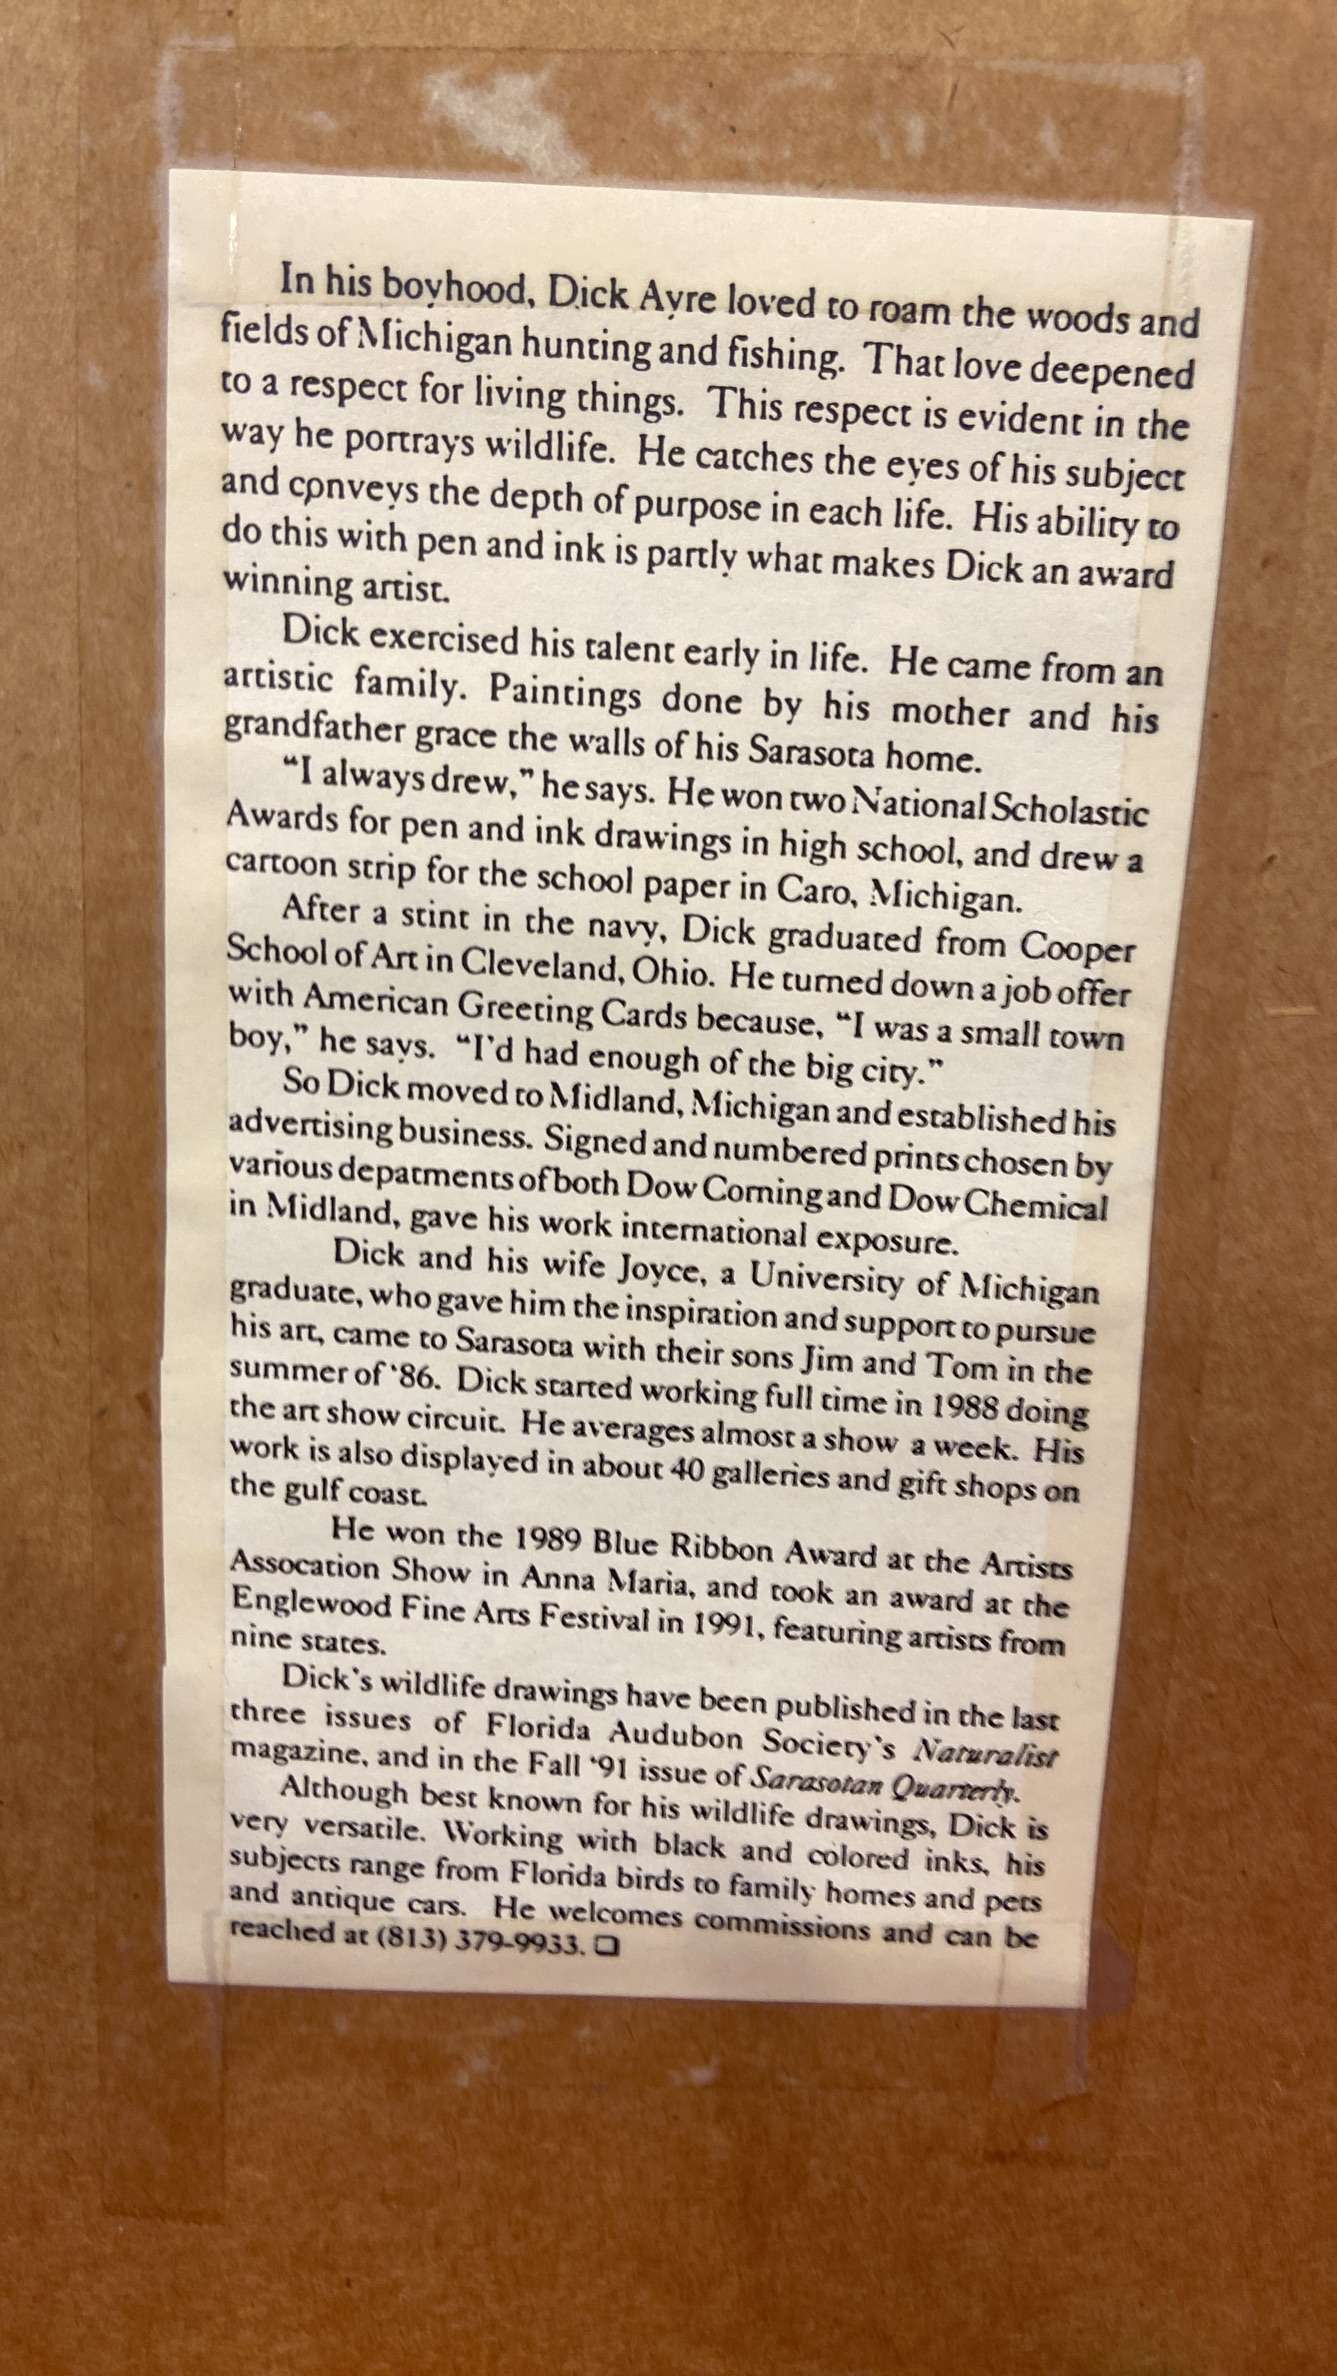 In his boyhood, Dick Ayre loved to roam the woods and
fields of Michigan hunting and fishing. That love deepened
to a respect for living things. This respect is evident in the
way he portrays wildlife. He catches the eyes of his subject
and conveys the depth of purpose in each life. His ability to
do this with pen and ink is partly what makes Dick an award
winning artist.
Dick exercised his talent early in life. He came from an
artistic family. Paintings done by his mother and his
grandfather grace the walls of his Sarasota home.
“I always drew,” he says. He won two National Scholastic
Awards for pen and ink drawings in high school, and drew a
cartoon strip for the school paper in Caro, Michigan.
After a stint in the navy, Dick graduated from Cooper
School of Art in Cleveland, Ohio. He turned down a job offer
with American Greeting Cards because, “I was a small town
boy,” he says. “I'd had enough of the big city.”
So Dick moved to Midland, Michigan and established his
advertising business. Signed and numbered prints chosen by
various depatments of both Dow Corning and Dow Chemical
in Midland, gave his work international exposure.
Dick and his wife Joyce, a University of Michigan
graduate, who gave him the inspiration and support to pursue
his art, came to Sarasota with their sons Jim and Tom in the
summer of ‘86. Dick started working full time in 1988 doing
the art show circuit. He averages almost a show a week. His
work is also displayed in about 40 galleries and gift shops on
the gulf coast.
He won the 1989 Blue Ribbon Award at the Artists
Assocation Show in Anna Maria, and took an award at the
Englewood Fine Arts Festival in 1991, featuring artists from
nine states.
Dick's wildlife drawings have been published in the last
three issues of Florida Audubon Society's Naturalist
magazine, and in the Fall ‘91 issue of Sarasotan Quarterly.
Although best known for his wildlife drawings, Dick is
very versatile. Working with black and colored inks, his
subjects range from Florida birds to family homes and pets
and antique cars. He welcomes commissions and can be
reached at (813) 379-9933. ❏